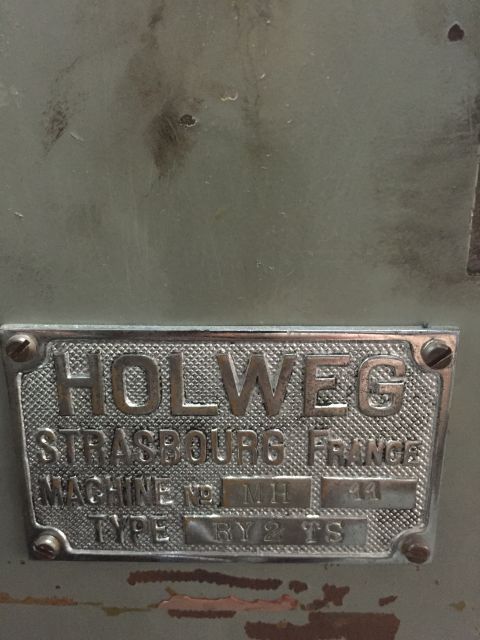 HOLWEG
STRASBOURG FRANCE
MACHINE No MH 11
TYPE RY2 TS